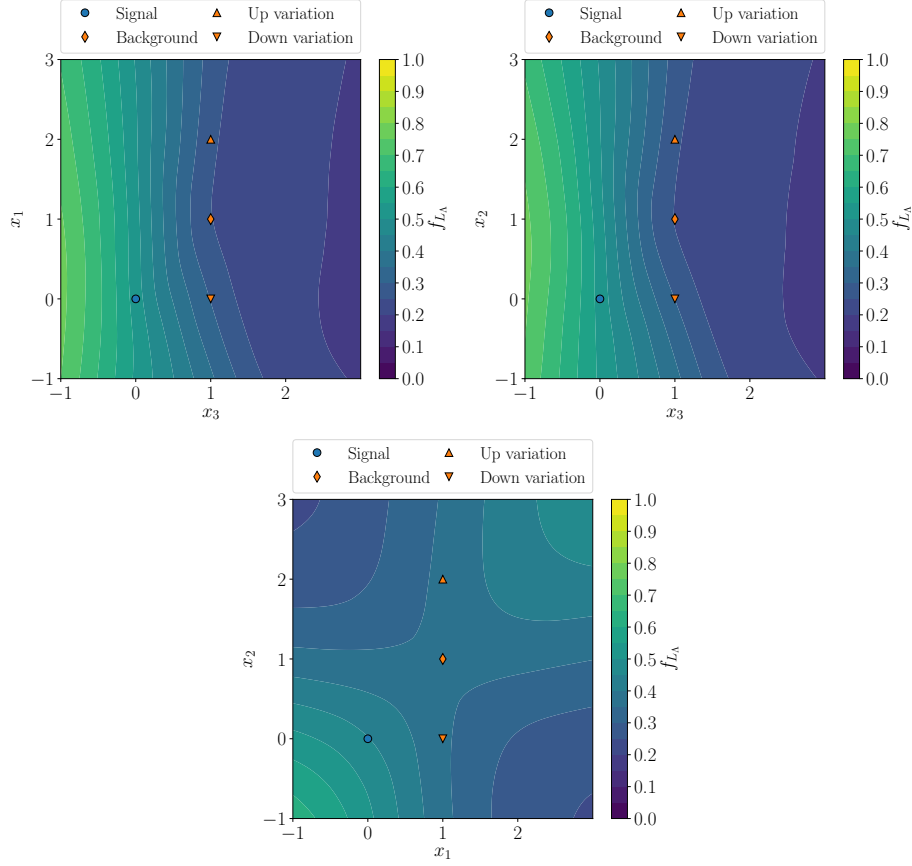 Signal
Up variation
Background
Down variation
3
2
1
0
−1
x₁
−1
0
2
x₃
1.0
0.9
0.8
0.7
0.6
0.5
0.4
0.3
0.2
0.1
0.0
f_{L_Λ}
Signal
Up variation
Background
Down variation
3
2
1
0
−1
x₂
−1
0
1
2
x₃
1.0
0.9
0.8
0.7
0.6
0.5
0.4
0.3
0.2
0.1
0.0
f_{L_Λ}
Signal
Up variation
Background
Down variation
3
2
1
0
−1
x₂
−1
0
1
2
x₁
1.0
0.9
0.8
0.7
0.6
0.5
0.4
0.3
0.2
0.1
0.0
f_{L_Λ}